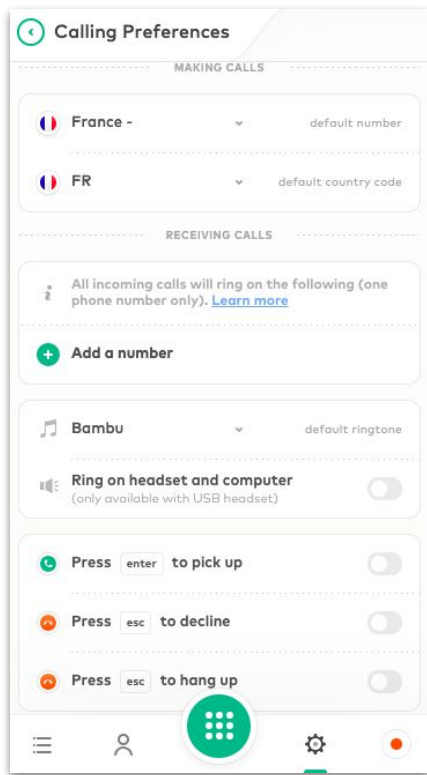 Calling Preferences
MAKING CALLS
France -
default number
FR
default country code
RECEIVING CALLS
All incoming calls will ring on the following (one
phone number only). Learn more
Add a number
Bambu
default ringtone
Ring on headset and computer
(only available with USB headset)
Press enter to pick up
Press esc to decline
Press esc to hang up